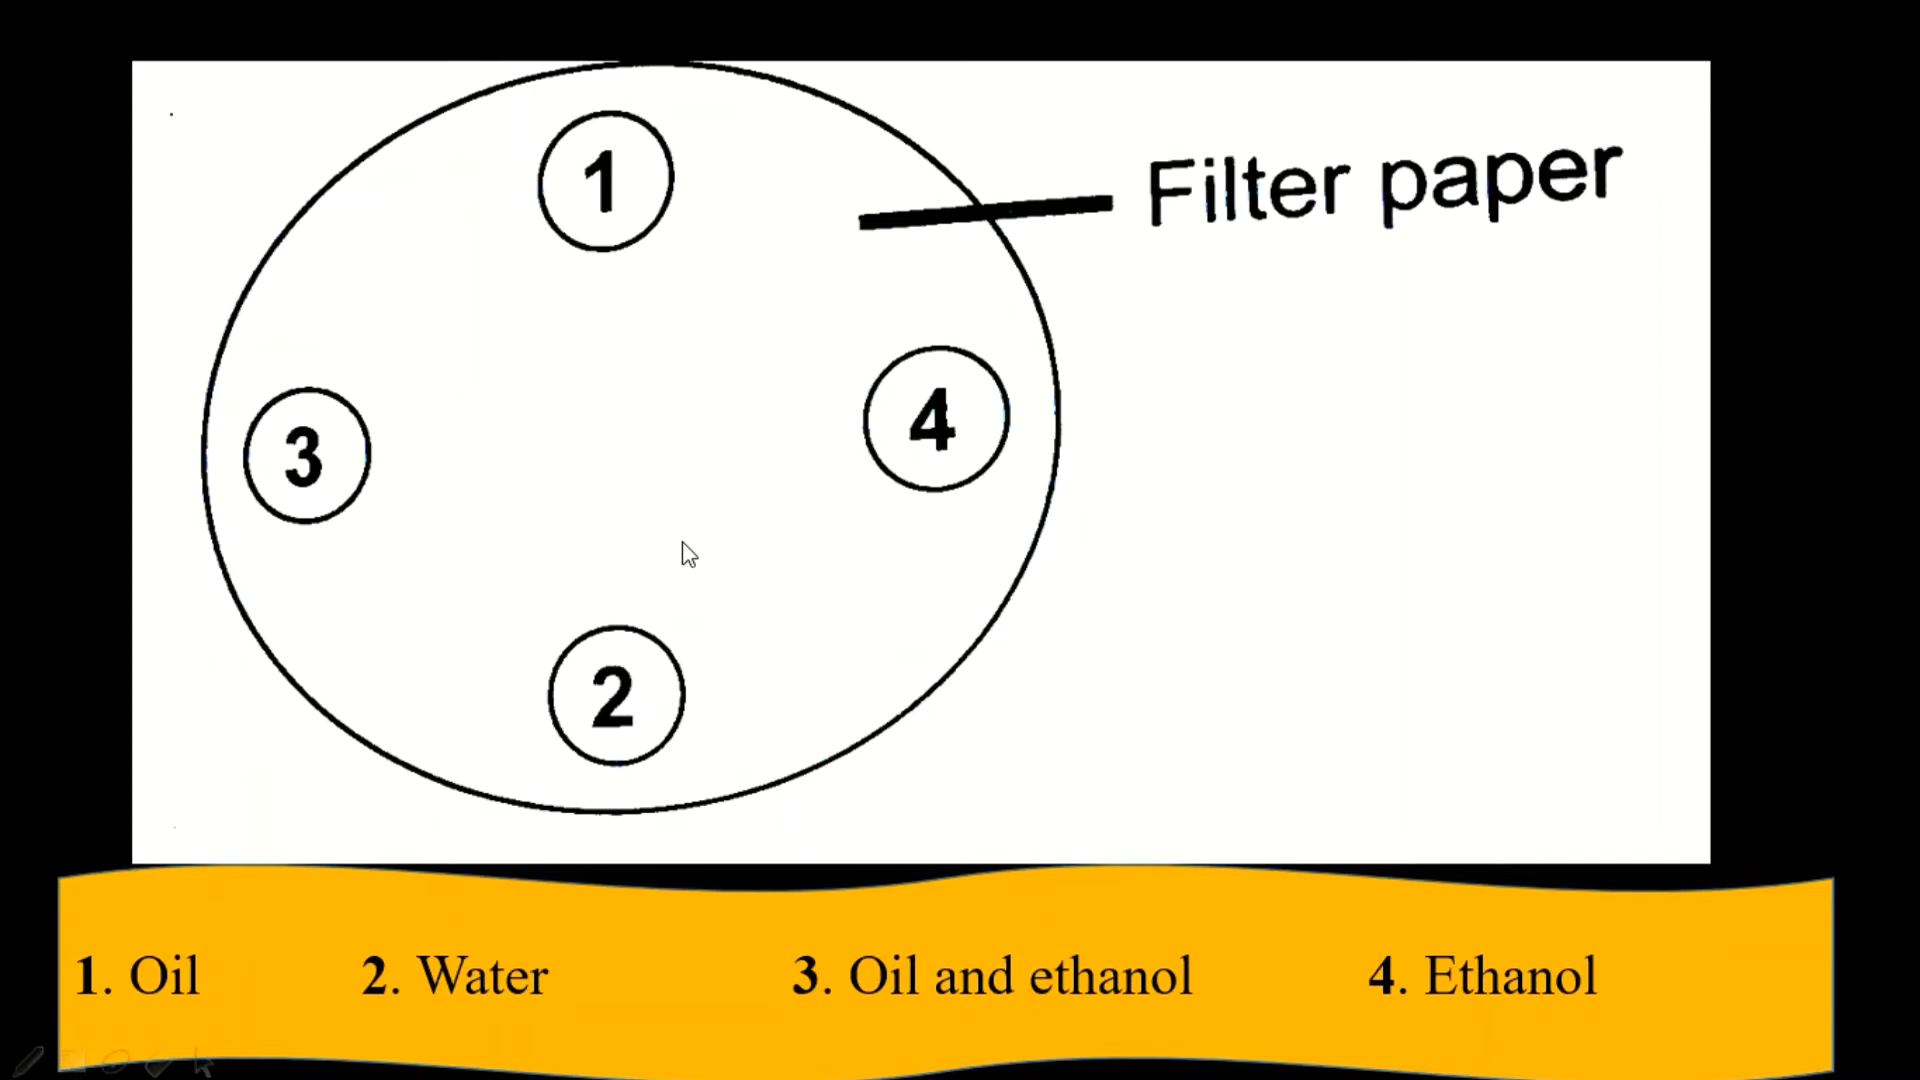 1
Filter paper
4
3
2
1. Oil 2. Water 3. Oil and ethanol 4. Ethanol